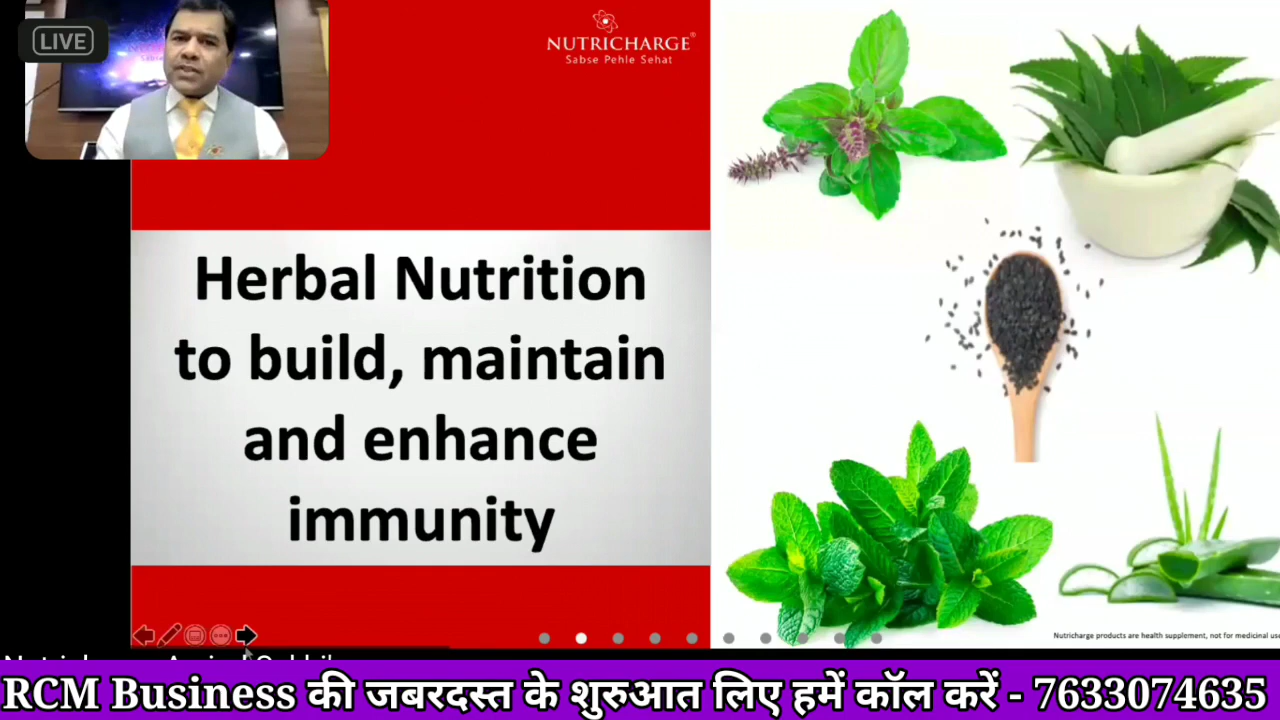 LIVE
NUTRICHARGE®
Sabse Pehle Sehat
Herbal Nutrition
to build, maintain
and enhance
immunity
Nutricharge products are health supplement, not for medicinal
RCM Business की जबरदस्त के शुरुआत लिए हमें कॉल करें - 7633074635